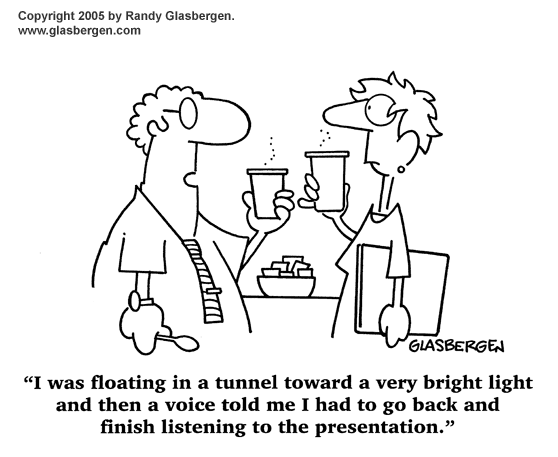 Copyright 2005 by Randy Glasbergen.
www.glasbergen.com
GLASBERGEN
“I was floating in a tunnel toward a very bright light
and then a voice told me I had to go back and
finish listening to the presentation.”